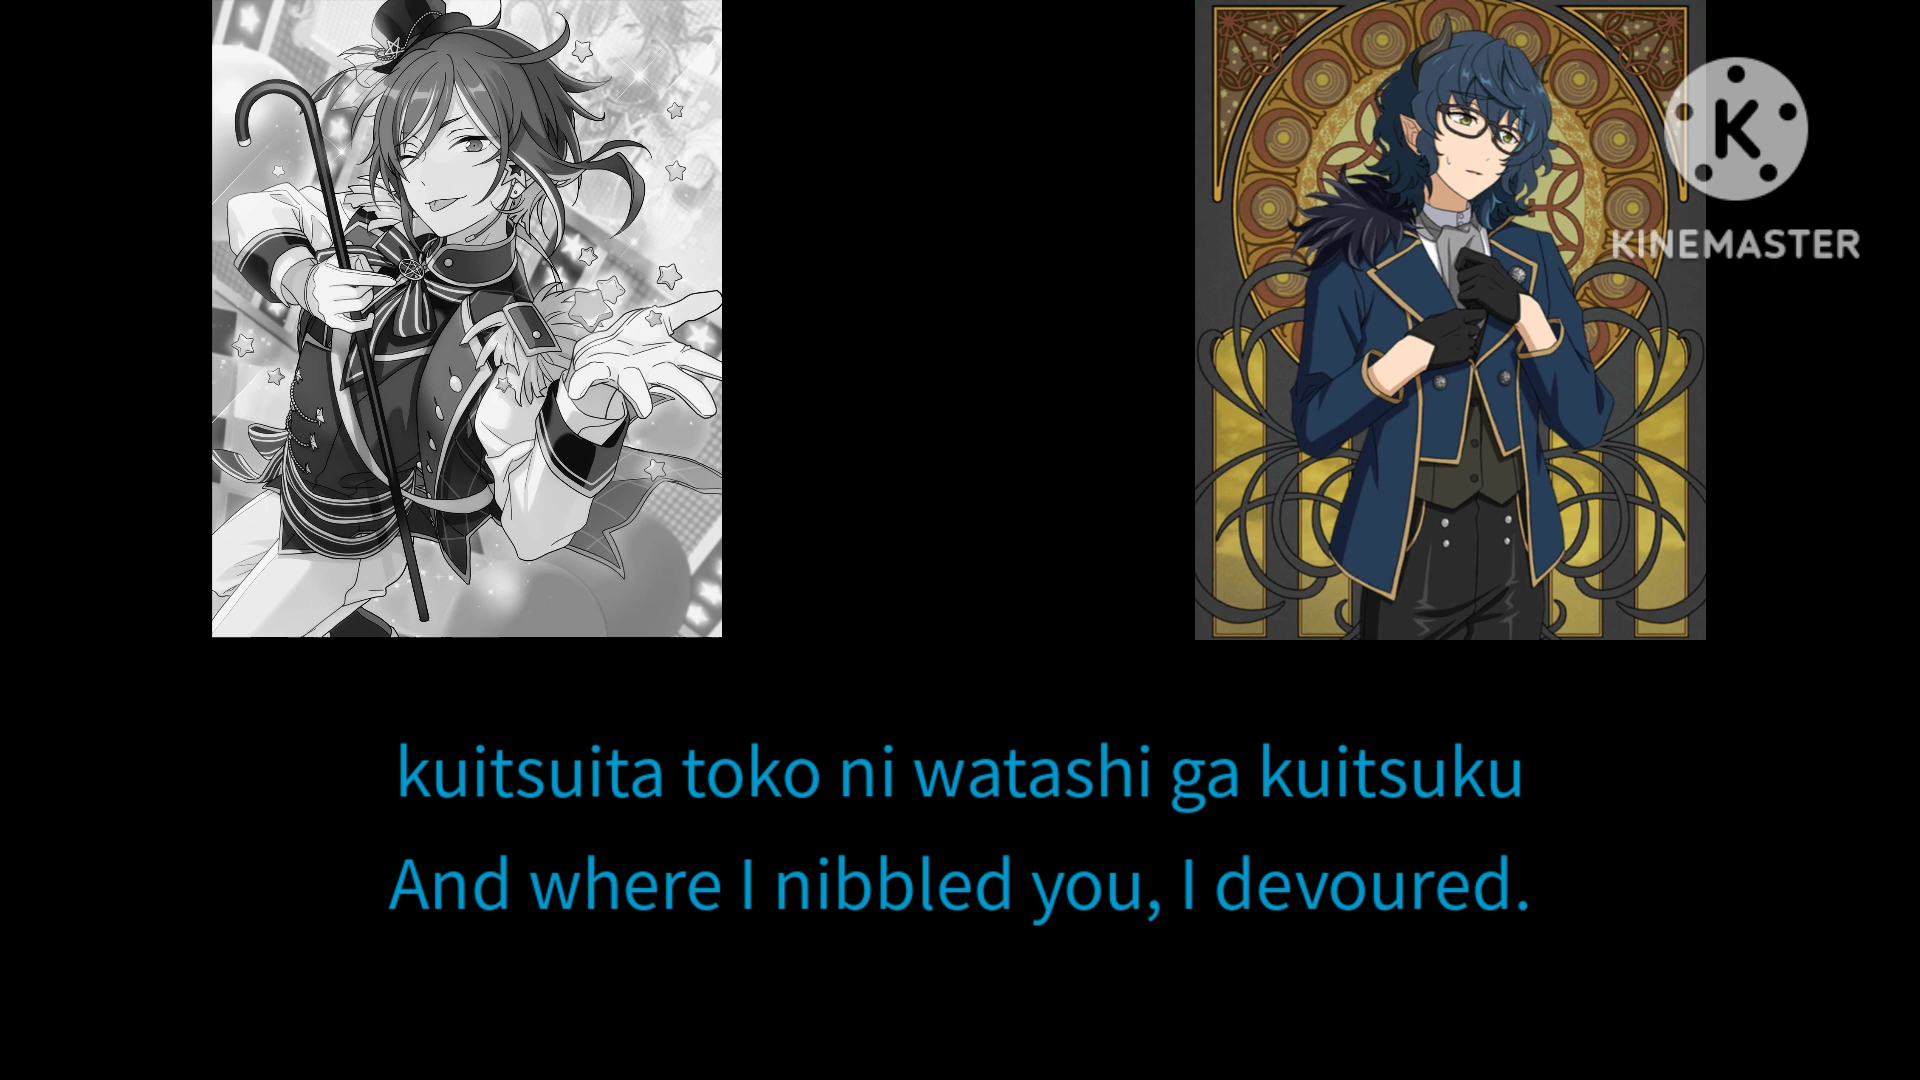 K
KINEMASTER
kuitsuita toko ni watashi ga kuitsuku
And where I nibbled you, I devoured.